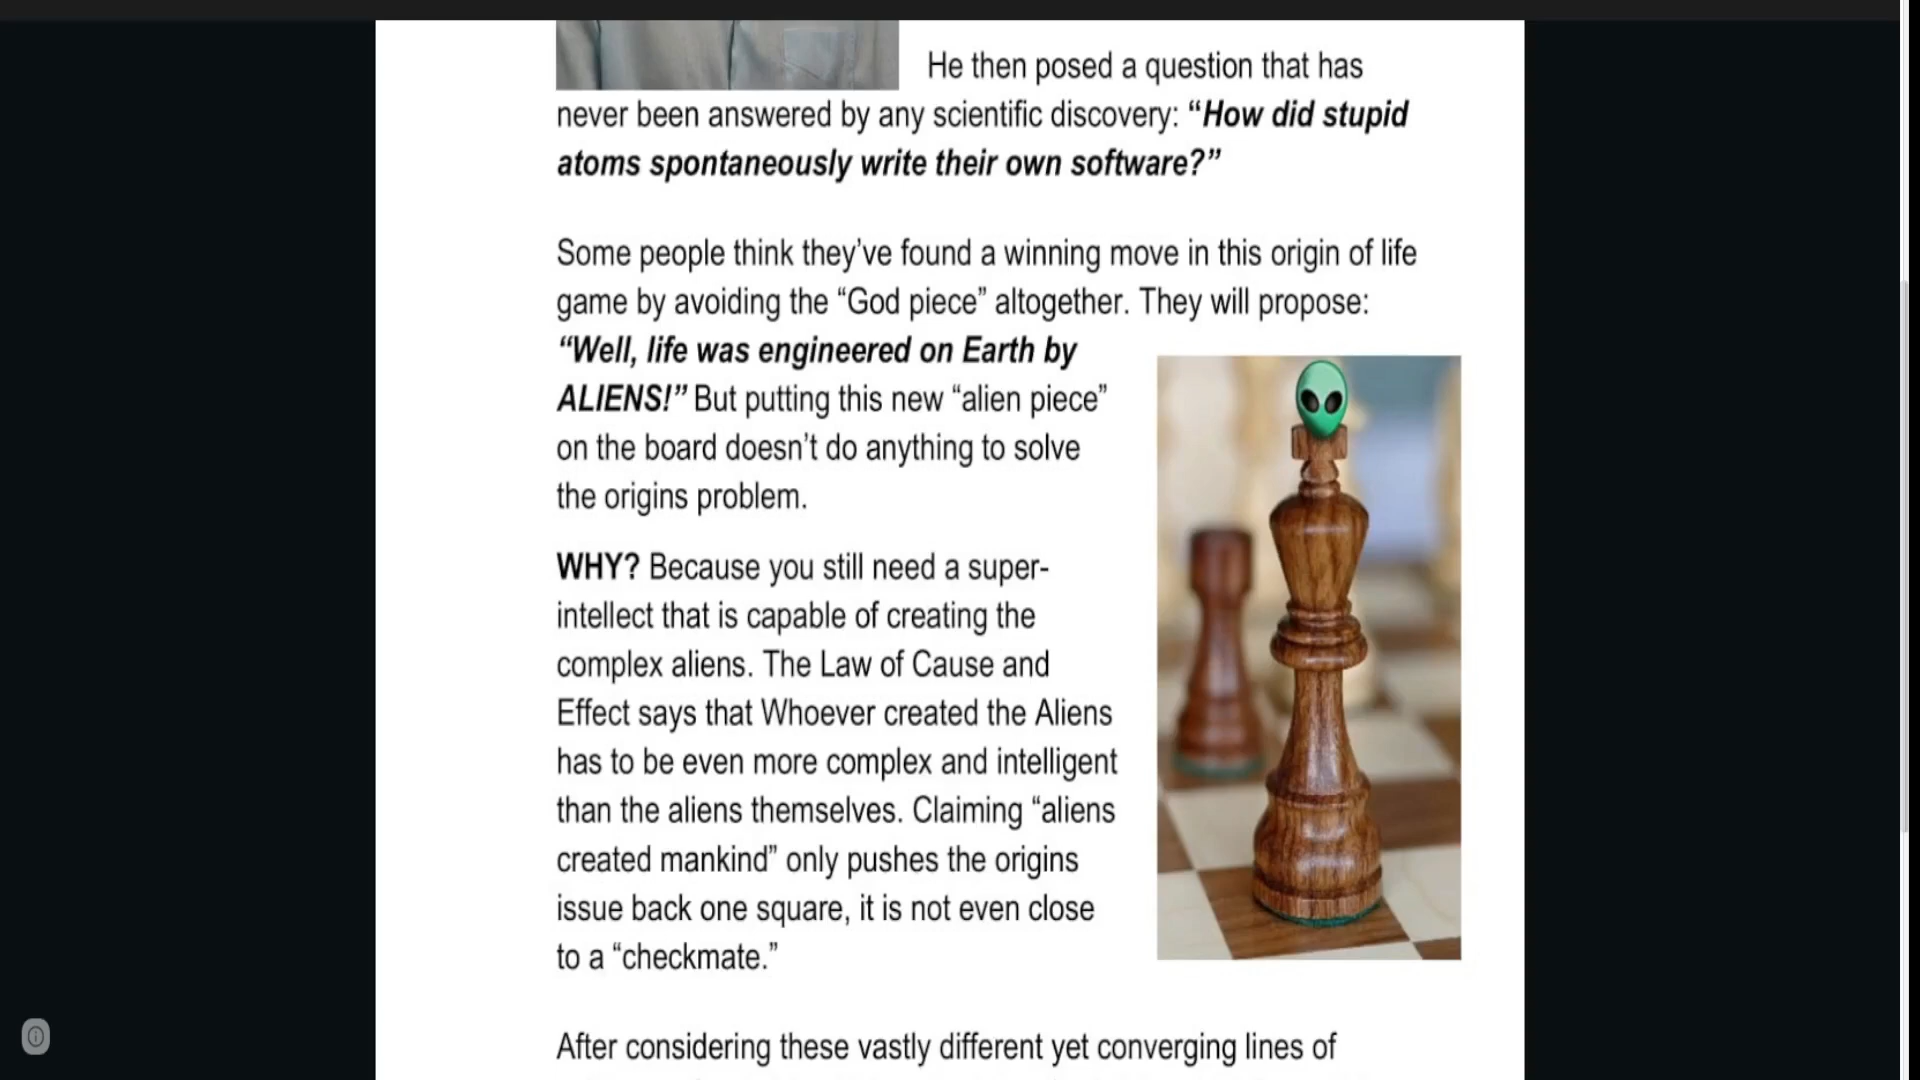 He then posed a question that has
never been answered by any scientific discovery: “How did stupid
atoms spontaneously write their own software?”
Some people think they’ve found a winning move in this origin of life
game by avoiding the “God piece” altogether. They will propose:
“Well, life was engineered on Earth by
ALIENS!” But putting this new “alien piece”
on the board doesn’t do anything to solve
the origins problem.
WHY? Because you still need a super-
intellect that is capable of creating the
complex aliens. The Law of Cause and
Effect says that Whoever created the Aliens
has to be even more complex and intelligent
than the aliens themselves. Claiming “aliens
created mankind” only pushes the origins
issue back one square, it is not even close
to a “checkmate.”
After considering these vastly different yet converging lines of